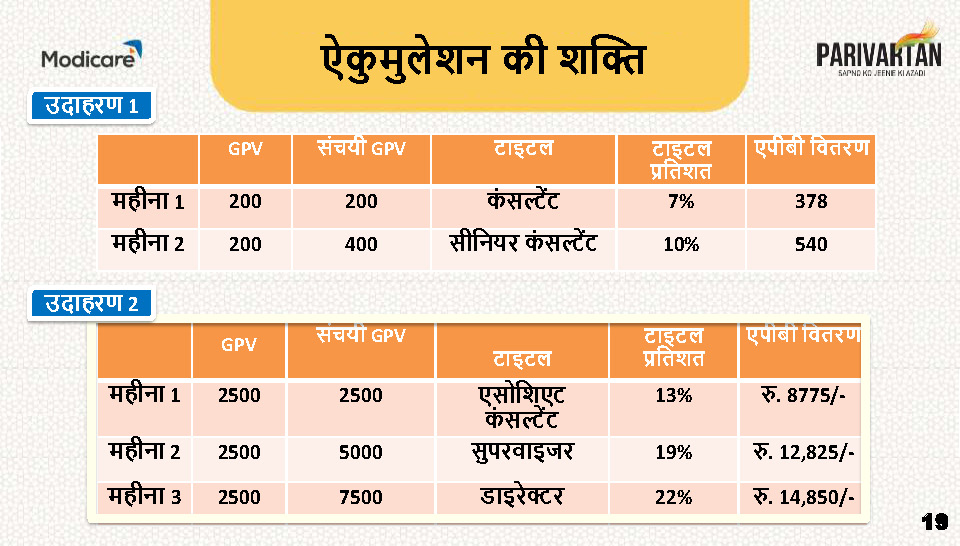 Modicare
ऐकुमुलेशन की शक्ति
PARIVARTAN
SAPNO KO JEENE KI AZADI
उदाहरण 1
GPV संचयी GPV टाइटल टाइटल प्रतिशत एपीबी वितरण
महीना 1 200 200 कंसल्टेंट 7% 378
महीना 2 200 400 सीनियर कंसल्टेंट 10% 540
उदाहरण 2
GPV संचयी GPV टाइटल टाइटल प्रतिशत एपीबी वितरण
महीना 1 2500 2500 एसोशिएट कंसल्टेंट 13% रु. 8775/-
महीना 2 2500 5000 सुपरवाइजर 19% रु. 12,825/-
महीना 3 2500 7500 डाइरेक्टर 22% रु. 14,850/-
19